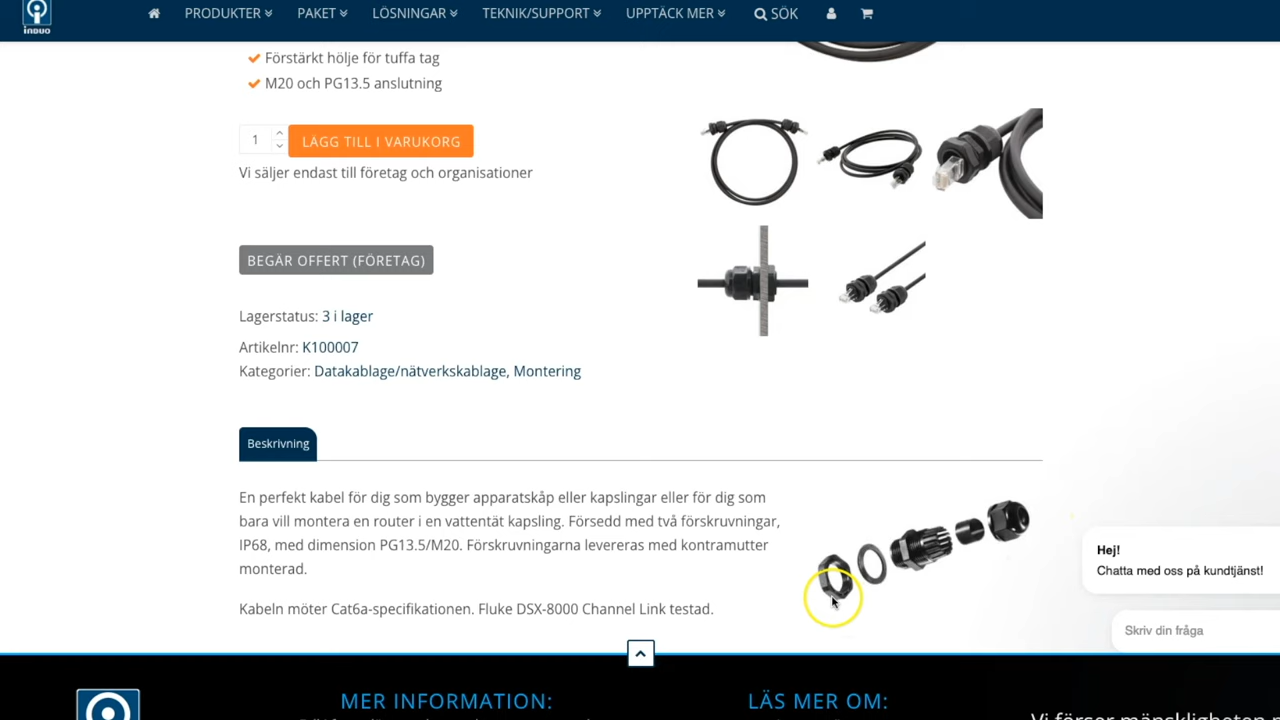 INDUO
PRODUKTER
PAKET
LÖSNINGAR
TEKNIK/SUPPORT
UPPTÄCK MER
SÖK
Förstärkt hölje för tuffa tag
M20 och PG13.5 anslutning
1
LÄGG TILL I VARUKORG
Vi säljer endast till företag och organisationer
BEGÄR OFFERT (FÖRETAG)
Lagerstatus: 3 i lager
Artikelnr: K100007
Kategorier: Datakablage/nätverkskablage, Montering
Beskrivning
En perfekt kabel för dig som bygger apparatskåp eller kapslingar eller för dig som
bara vill montera en router i en vattentät kapsling. Försedd med två förskruvningar,
IP68, med dimension PG13.5/M20. Förskruvningarna levereras med kontramutter
monterad.
Kabeln möter Cat6a-specifikationen. Fluke DSX-8000 Channel Link testad.
Hej!
Chatta med oss på kundtjänst!
Skriv din fråga
MER INFORMATION:
LÄS MER OM:
Vi förser mänskligheten